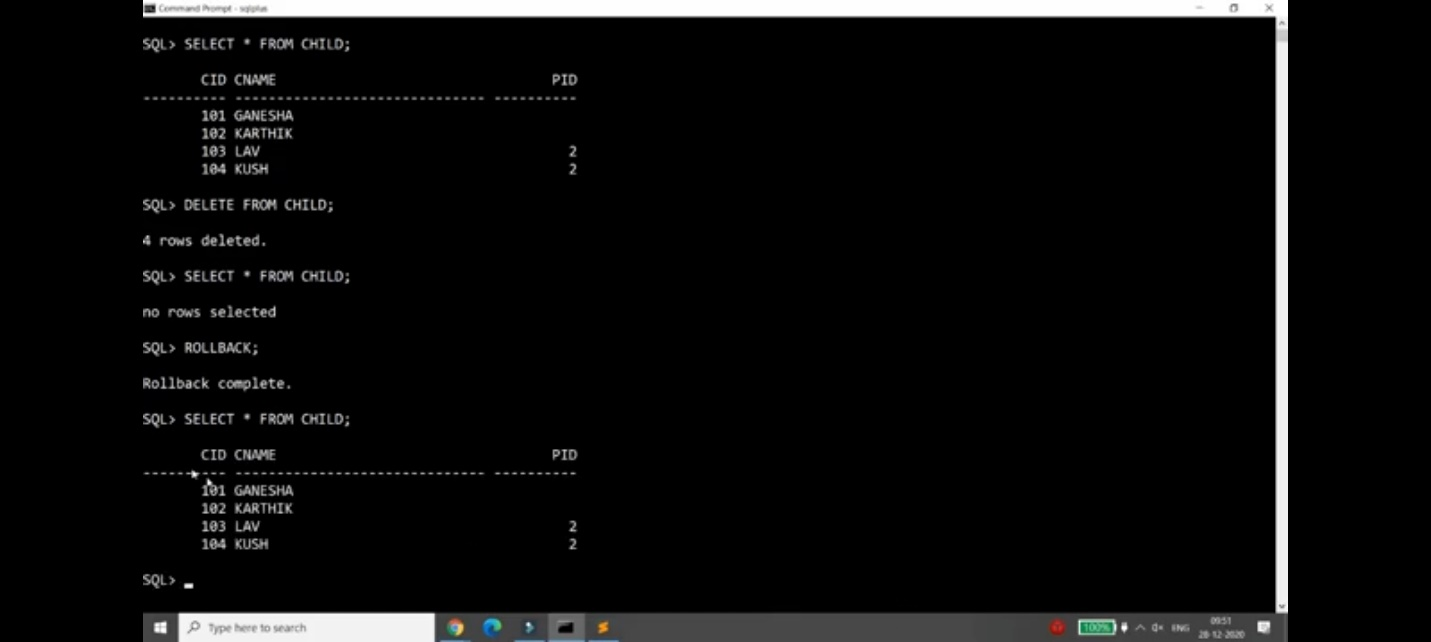 Command Prompt - sqlplus
SQL> SELECT * FROM CHILD;
CID CNAME PID
---------- ------------------------------ ----------
101 GANESHA
102 KARTHIK
103 LAV 2
104 KUSH 2
SQL> DELETE FROM CHILD;
4 rows deleted.
SQL> SELECT * FROM CHILD;
no rows selected
SQL> ROLLBACK;
Rollback complete.
SQL> SELECT * FROM CHILD;
CID CNAME PID
---------- ------------------------------ ----------
101 GANESHA
102 KARTHIK
103 LAV 2
104 KUSH 2
SQL>
Type here to search
100%
ENG
09:51
28-12-2020